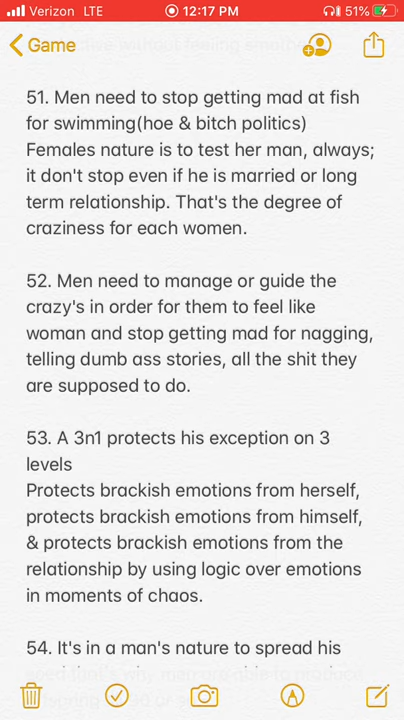 Verizon LTE 12:17 PM 51%
Game
51. Men need to stop getting mad at fish
for swimming(hoe & bitch politics)
Females nature is to test her man, always;
it don't stop even if he is married or long
term relationship. That's the degree of
craziness for each women.
52. Men need to manage or guide the
crazy's in order for them to feel like
woman and stop getting mad for nagging,
telling dumb ass stories, all the shit they
are supposed to do.
53. A 3n1 protects his exception on 3
levels
Protects brackish emotions from herself,
protects brackish emotions from himself,
& protects brackish emotions from the
relationship by using logic over emotions
in moments of chaos.
54. It's in a man's nature to spread his